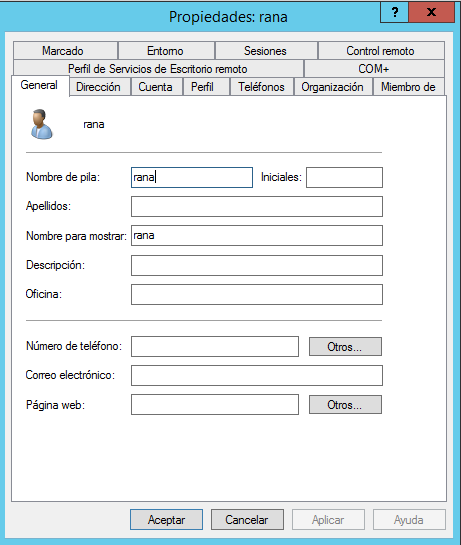 Propiedades: rana
? x
Marcado Entorno Sesiones Control remoto
Perfil de Servicios de Escritorio remoto COM+
General Dirección Cuenta Perfil Teléfonos Organización Miembro de
rana
Nombre de pila: rana Iniciales:
Apellidos:
Nombre para mostrar: rana
Descripción:
Oficina:
Número de teléfono: Otros...
Correo electrónico:
Página web: Otros...
Aceptar Cancelar Aplicar Ayuda